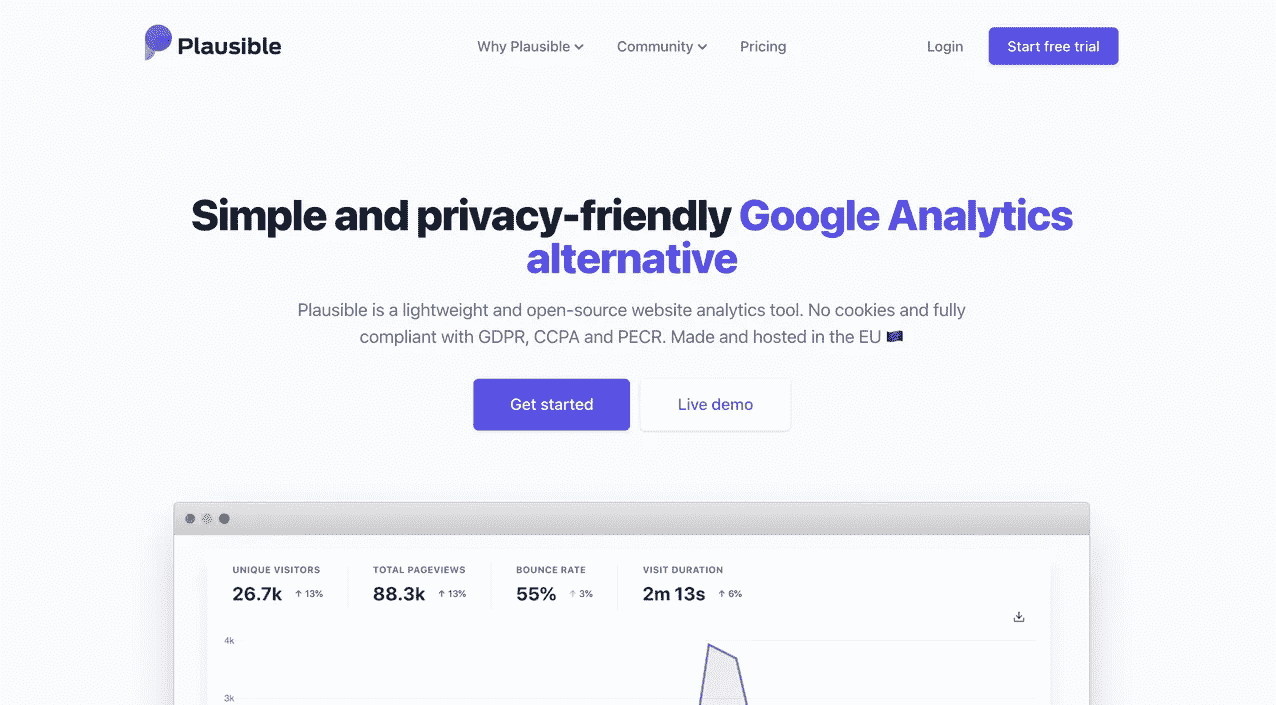 Plausible
Why Plausible
Community
Pricing
Login
Start free trial
Simple and privacy-friendly Google Analytics
alternative
Plausible is a lightweight and open-source website analytics tool. No cookies and fully
compliant with GDPR, CCPA and PECR. Made and hosted in the EU 🇪🇺
Get started
Live demo
UNIQUE VISITORS
26.7k ↑ 13%
TOTAL PAGEVIEWS
88.3k ↑ 13%
BOUNCE RATE
55% ↑ 3%
VISIT DURATION
2m 13s ↑ 6%
4k
3k